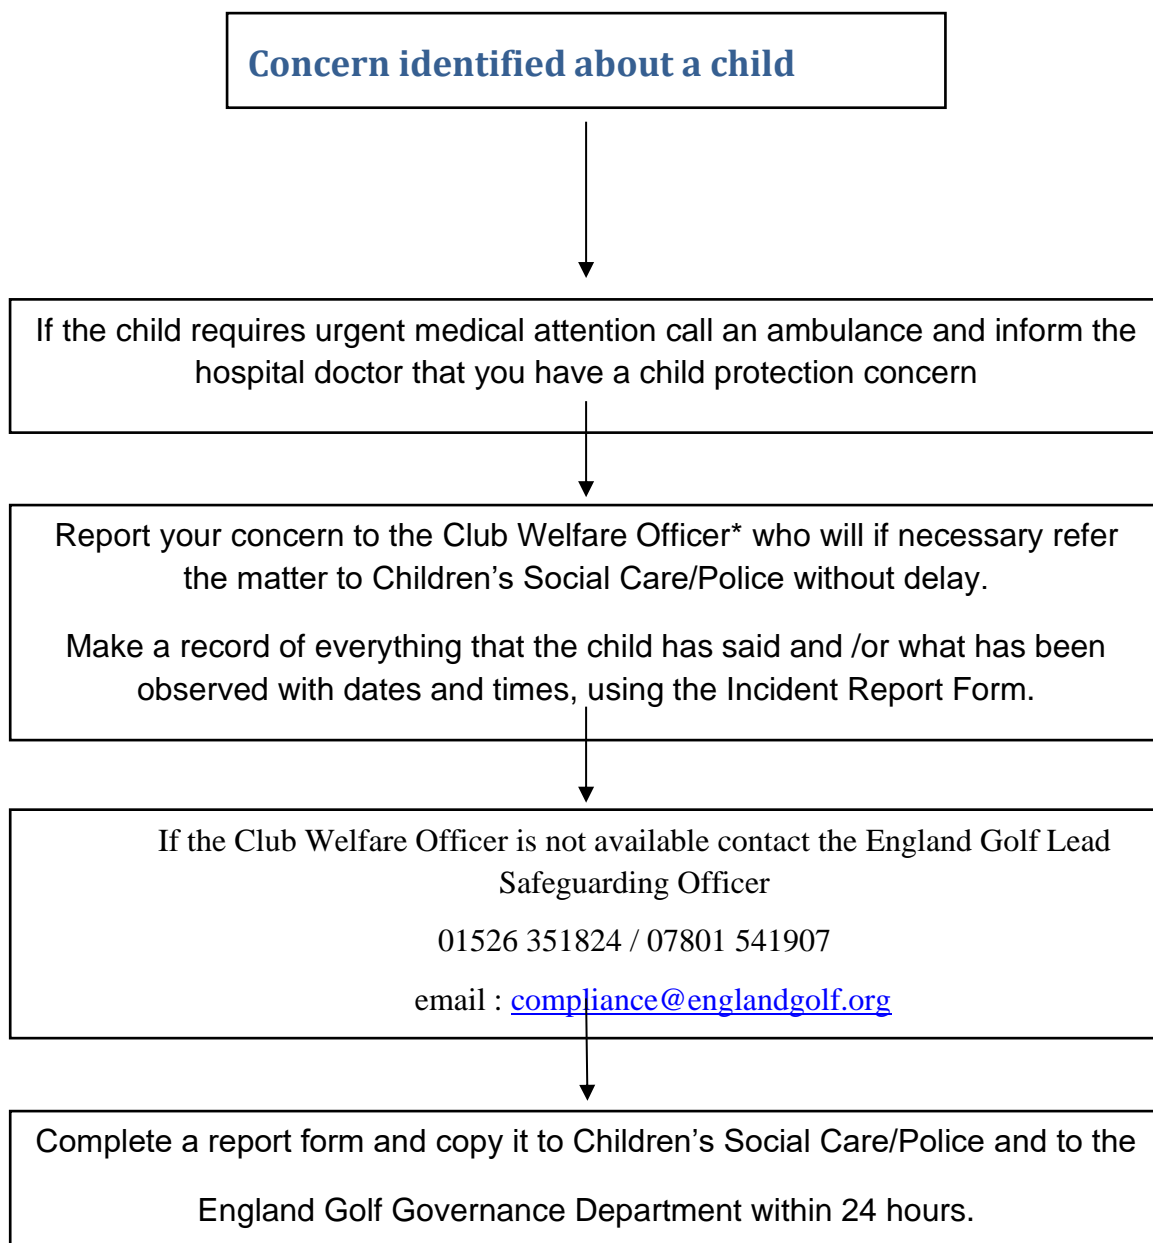 Concern identified about a child
If the child requires urgent medical attention call an ambulance and inform the
hospital doctor that you have a child protection concern
Report your concern to the Club Welfare Officer* who will if necessary refer
the matter to Children’s Social Care/Police without delay.
Make a record of everything that the child has said and /or what has been
observed with dates and times, using the Incident Report Form.
If the Club Welfare Officer is not available contact the England Golf Lead
Safeguarding Officer
01526 351824 / 07801 541907
email : compliance@englandgolf.org
Complete a report form and copy it to Children’s Social Care/Police and to the
England Golf Governance Department within 24 hours.